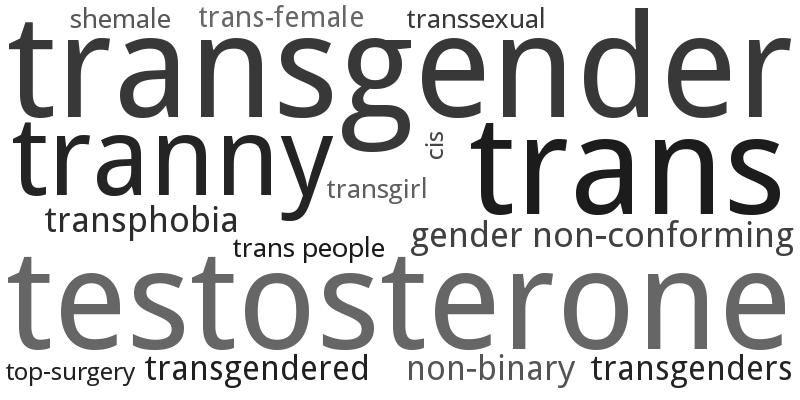 shemale trans-female transsexual
transgender
tranny cis trans
transgirl
transphobia gender non-conforming
trans people
testosterone
top-surgery transgendered non-binary transgenders